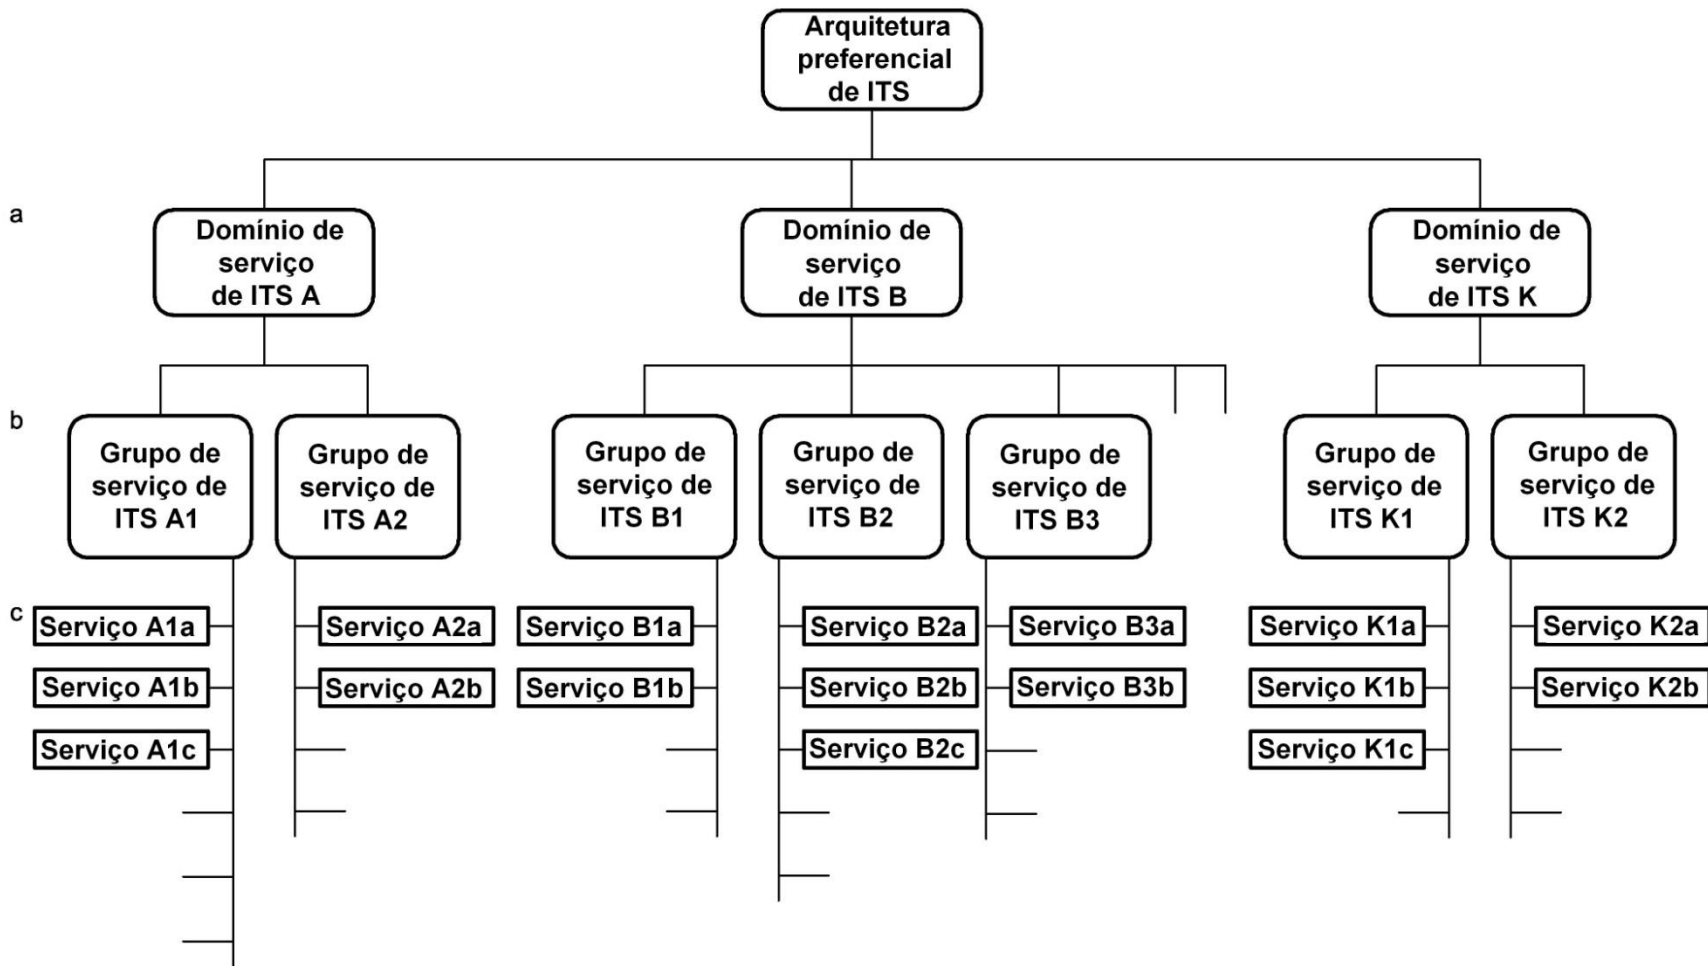 Arquitetura
preferencial
de ITS
a
Domínio de
serviço
de ITS A
Domínio de
serviço
de ITS B
Domínio de
serviço
de ITS K
b
Grupo de
serviço de
ITS A1
Grupo de
serviço de
ITS A2
Grupo de
serviço de
ITS B1
Grupo de
serviço de
ITS B2
Grupo de
serviço de
ITS B3
Grupo de
serviço de
ITS K1
Grupo de
serviço de
ITS K2
c
Serviço A1a
Serviço A2a
Serviço B1a
Serviço B2a
Serviço B3a
Serviço K1a
Serviço K2a
Serviço A1b
Serviço A2b
Serviço B1b
Serviço B2b
Serviço B3b
Serviço K1b
Serviço K2b
Serviço A1c
Serviço B2c
Serviço K1c